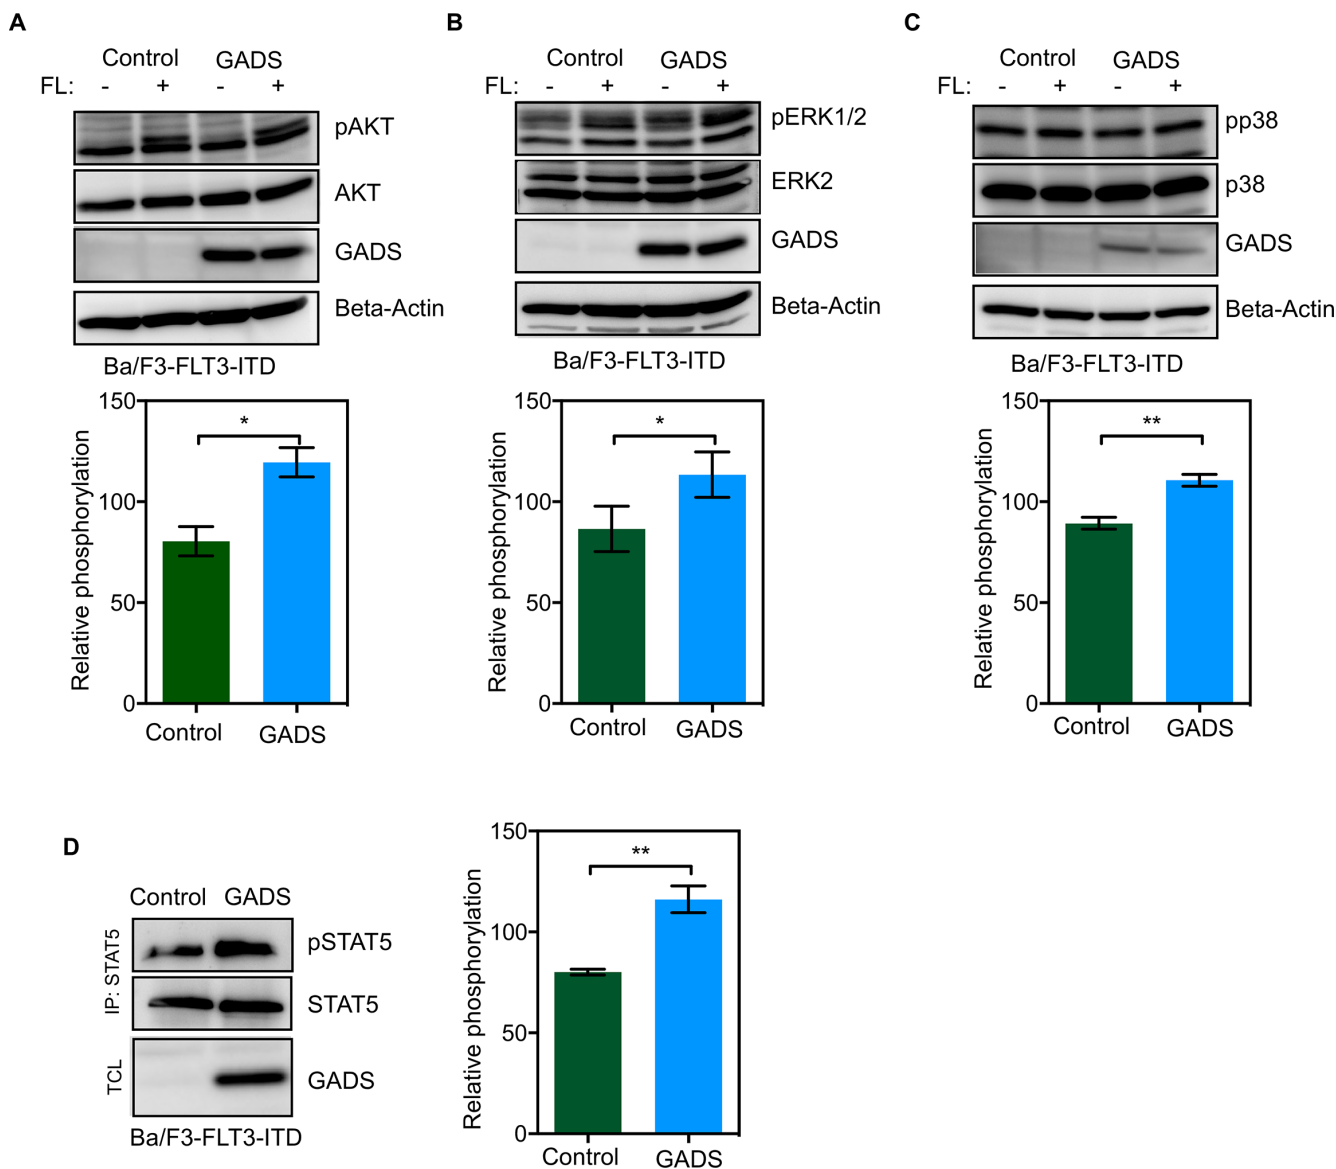 A
Control GADS
FL: - + - +
pAKT
AKT
GADS
Beta-Actin
Ba/F3-FLT3-ITD
150
100
50
0
Relative phosphorylation
*
Control GADS
B
Control GADS
FL: - + - +
pERK1/2
ERK2
GADS
Beta-Actin
Ba/F3-FLT3-ITD
150
100
50
0
Relative phosphorylation
*
Control GADS
C
Control GADS
FL: - + - +
pp38
p38
GADS
Beta-Actin
Ba/F3-FLT3-ITD
150
100
50
0
Relative phosphorylation
**
Control GADS
D
Control GADS
IP: STAT5
pSTAT5
STAT5
TCL
GADS
Ba/F3-FLT3-ITD
150
100
50
0
Relative phosphorylation
**
Control GADS